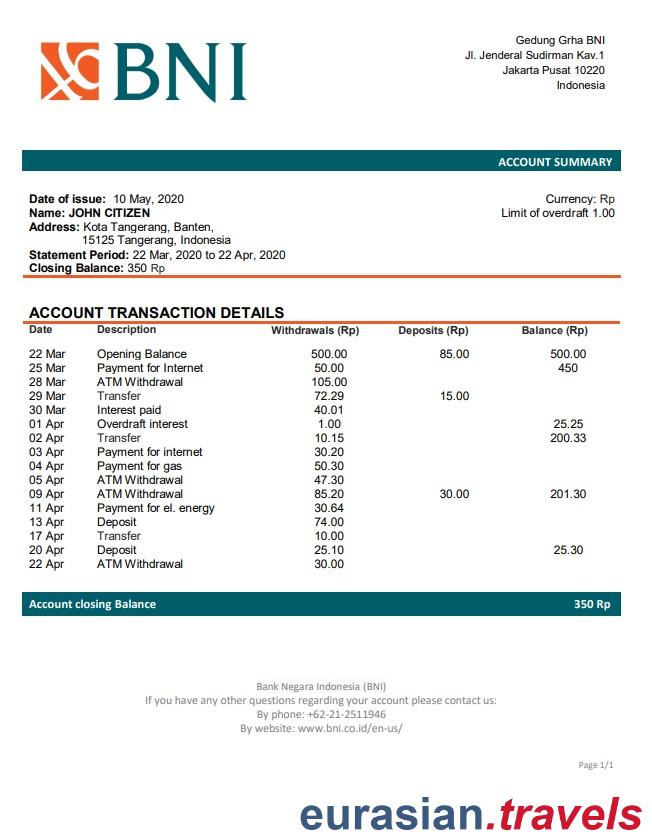 BNI
Gedung Grha BNI
Jl. Jenderal Sudirman Kav.1
Jakarta Pusat 10220
Indonesia
ACCOUNT SUMMARY
Date of issue: 10 May, 2020
Currency: Rp
Name: JOHN CITIZEN
Limit of overdraft 1.00
Address: Kota Tangerang, Banten,
15125 Tangerang, Indonesia
Statement Period: 22 Mar, 2020 to 22 Apr, 2020
Closing Balance: 350 Rp
ACCOUNT TRANSACTION DETAILS
Date Description Withdrawals (Rp) Deposits (Rp) Balance (Rp)
22 Mar Opening Balance 500.00 85.00 500.00
25 Mar Payment for Internet 50.00 450
28 Mar ATM Withdrawal 105.00
29 Mar Transfer 72.29 15.00
30 Mar Interest paid 40.01
01 Apr Overdraft interest 1.00 25.25
02 Apr Transfer 10.15 200.33
03 Apr Payment for internet 30.20
04 Apr Payment for gas 50.30
05 Apr ATM Withdrawal 47.30
09 Apr ATM Withdrawal 85.20 30.00 201.30
11 Apr Payment for el. energy 30.64
13 Apr Deposit 74.00
17 Apr Transfer 10.00
20 Apr Deposit 25.10 25.30
22 Apr ATM Withdrawal 30.00
Account closing Balance 350 Rp
Bank Negara Indonesia (BNI)
If you have any other questions regarding your account please contact us:
By phone: +62-21-2511946
By website: www.bni.co.id/en-us/
Page 1/1
eurasian.travels